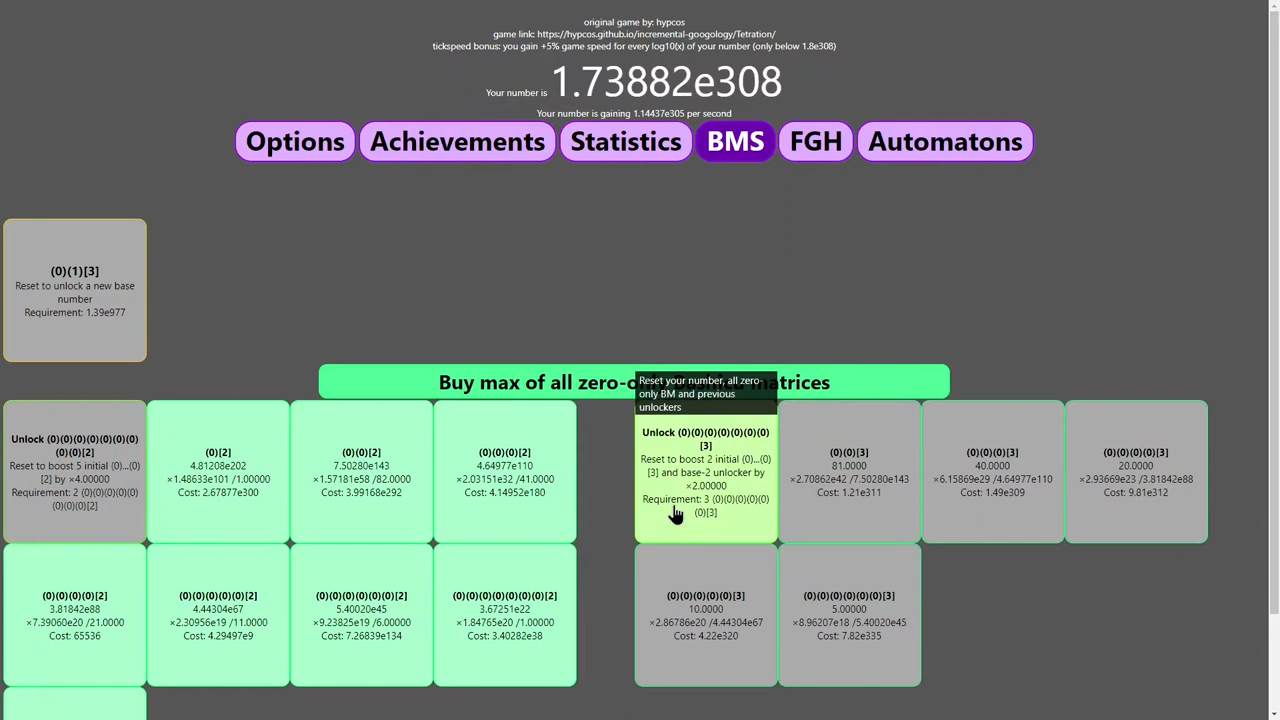 original game by: hypcos
game link: https://hypcos.github.io/incremental-googology/Tetration/
tickspeed bonus: you gain +5% game speed for every log10(x) of your number (only below 1.8e308)
Your number is 1.73882e308
Your number is gaining 1.14437e305 per second
Options
Achievements
Statistics
BMS
FGH
Automatons
(0)(1)[3]
Reset to unlock a new base
number
Requirement: 1.39e977
Buy max of all zero-only matrices
Reset your number, all zero-
only BM and previous
unlockers
Unlock (0)(0)(0)(0)(0)(0)(0)
(0)(0)[2]
Reset to boost 5 initial (0)...(0)
[2] by ×4.00000
Requirement: 2 (0)(0)(0)(0)(0)
(0)(0)(0)[2]
(0)[2]
4.81208e202
×1.48633e101 /1.00000
Cost: 2.67877e300
(0)(0)[2]
7.50280e143
×1.57181e58 /82.0000
Cost: 3.99168e292
(0)(0)(0)[2]
4.64977e110
×2.03151e32 /41.0000
Cost: 4.14952e180
Unlock (0)(0)(0)(0)(0)(0)(0)
[3]
Reset to boost 2 initial (0)...(0)
[3] and base-2 unlocker by
×2.00000
Requirement: 3 (0)(0)(0)(0)(0)
(0)[3]
(0)(0)[3]
81.0000
×2.70862e42 /7.50280e143
Cost: 1.21e311
(0)(0)(0)[3]
40.0000
×6.15869e29 /4.64977e110
Cost: 1.49e309
(0)(0)(0)(0)[3]
20.0000
×2.93669e23 /3.81842e88
Cost: 9.81e312
(0)(0)(0)(0)[2]
3.81842e88
×7.39060e20 /21.0000
Cost: 65536
(0)(0)(0)(0)(0)[2]
4.44304e67
×2.30956e19 /11.0000
Cost: 4.29497e9
(0)(0)(0)(0)(0)(0)[2]
5.40020e45
×9.23825e19 /6.00000
Cost: 7.26839e134
(0)(0)(0)(0)(0)(0)(0)[2]
3.67251e22
×1.84765e20 /1.00000
Cost: 3.40282e38
(0)(0)(0)(0)(0)[3]
10.0000
×2.86786e20 /4.44304e67
Cost: 4.22e320
(0)(0)(0)(0)(0)(0)[3]
5.00000
×8.96207e18 /5.40020e45
Cost: 7.82e335